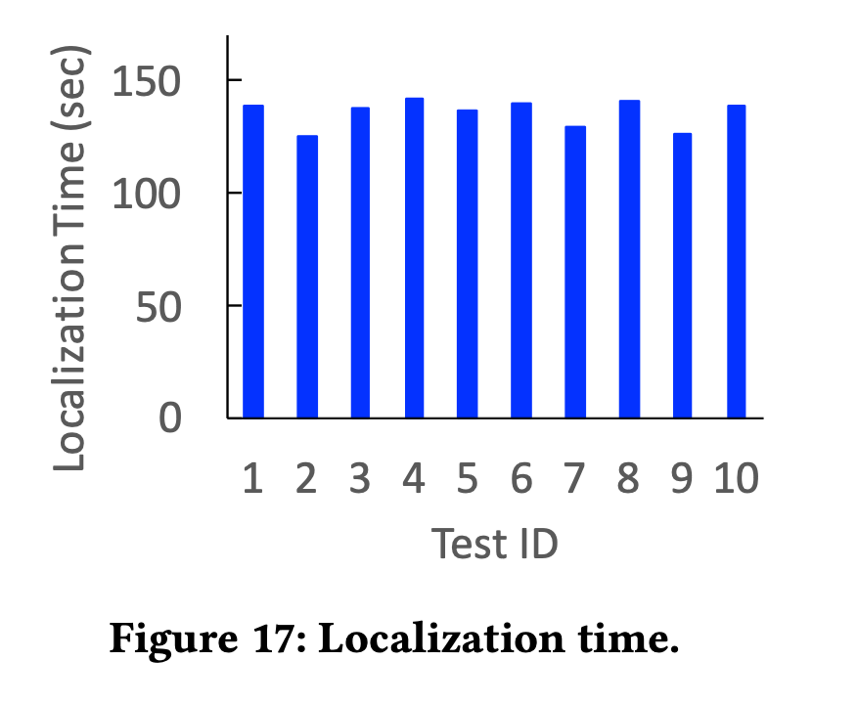 Localization Time (sec)
150
100
50
0
1 2 3 4 5 6 7 8 9 10
Test ID
Figure 17: Localization time.